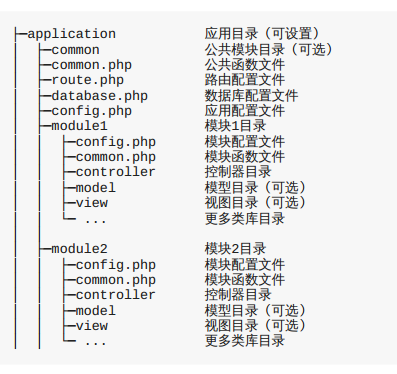 ├─application 应用目录（可设置）
│ ├─common 公共模块目录（可选）
│ ├─common.php 公共函数文件
│ ├─route.php 路由配置文件
│ ├─database.php 数据库配置文件
│ ├─config.php 应用配置文件
│ ├─module1 模块1目录
│ │ ├─config.php 模块配置文件
│ │ ├─common.php 模块函数文件
│ │ ├─controller 控制器目录
│ │ ├─model 模型目录（可选）
│ │ ├─view 视图目录（可选）
│ │ └─ ... 更多类库目录
│ │
│ ├─module2 模块2目录
│ │ ├─config.php 模块配置文件
│ │ ├─common.php 模块函数文件
│ │ ├─controller 控制器目录
│ │ ├─model 模型目录（可选）
│ │ ├─view 视图目录（可选）
│ │ └─ ... 更多类库目录